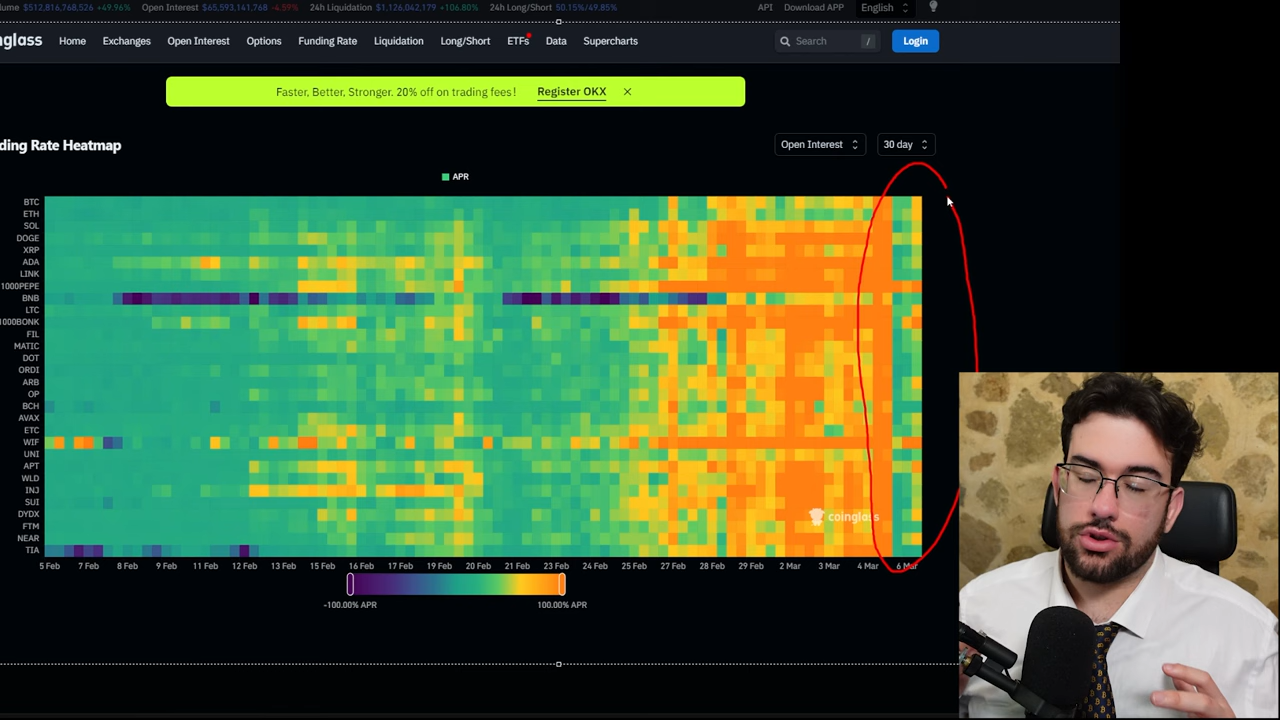 ume $512,816,768,526 +49.96% Open Interest $65,593,141,768 -4.59% 24h Liquidation $1,126,042,179 +106.80% 24h Long/Short 50.15%/49.85% API Download APP English
nglass Home Exchanges Open Interest Options Funding Rate Liquidation Long/Short ETFs Data Supercharts Search / Login
Faster, Better, Stronger. 20% off on trading fees! Register OKX
ding Rate Heatmap
Open Interest 30 day
APR
BTC
ETH
SOL
DOGE
XRP
ADA
LINK
1000PEPE
BNB
LTC
1000BONK
FIL
MATIC
DOT
ORDI
ARB
OP
BCH
AVAX
ETC
WIF
UNI
APT
WLD
INJ
SUI
DYDX
FTM
NEAR
TIA
coinglass
5 Feb 7 Feb 8 Feb 9 Feb 11 Feb 12 Feb 13 Feb 15 Feb 16 Feb 17 Feb 19 Feb 20 Feb 21 Feb 23 Feb 24 Feb 25 Feb 27 Feb 28 Feb 29 Feb 2 Mar 3 Mar 4 Mar 6 Mar
-100.00% APR 100.00% APR